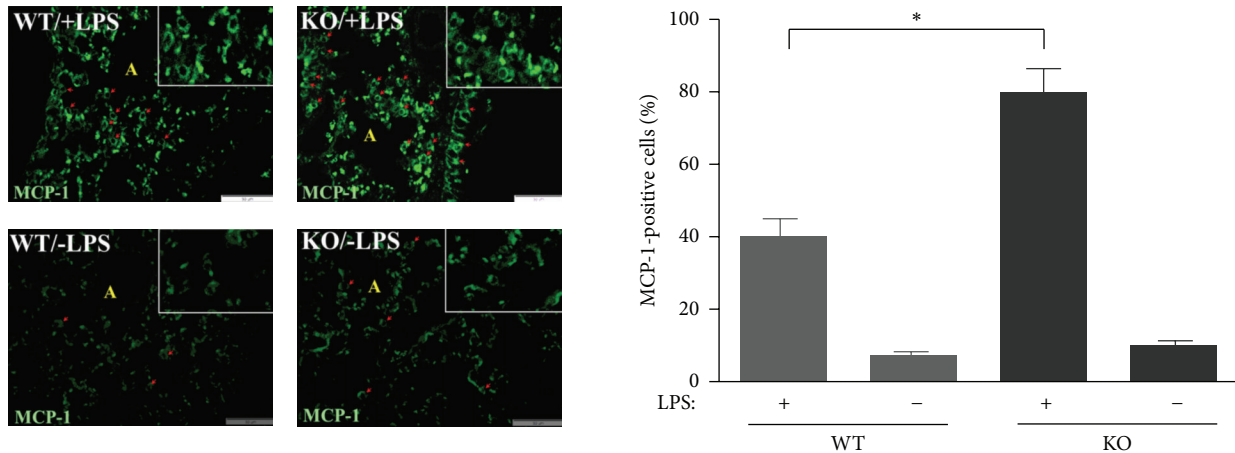 WT/+LPS
A
MCP-1
KO/+LPS
A
MCP-1
WT/-LPS
A
MCP-1
KO/-LPS
A
MCP-1
MCP-1-positive cells (%)
100
80
60
40
20
0
*
LPS: + − + −
WT KO